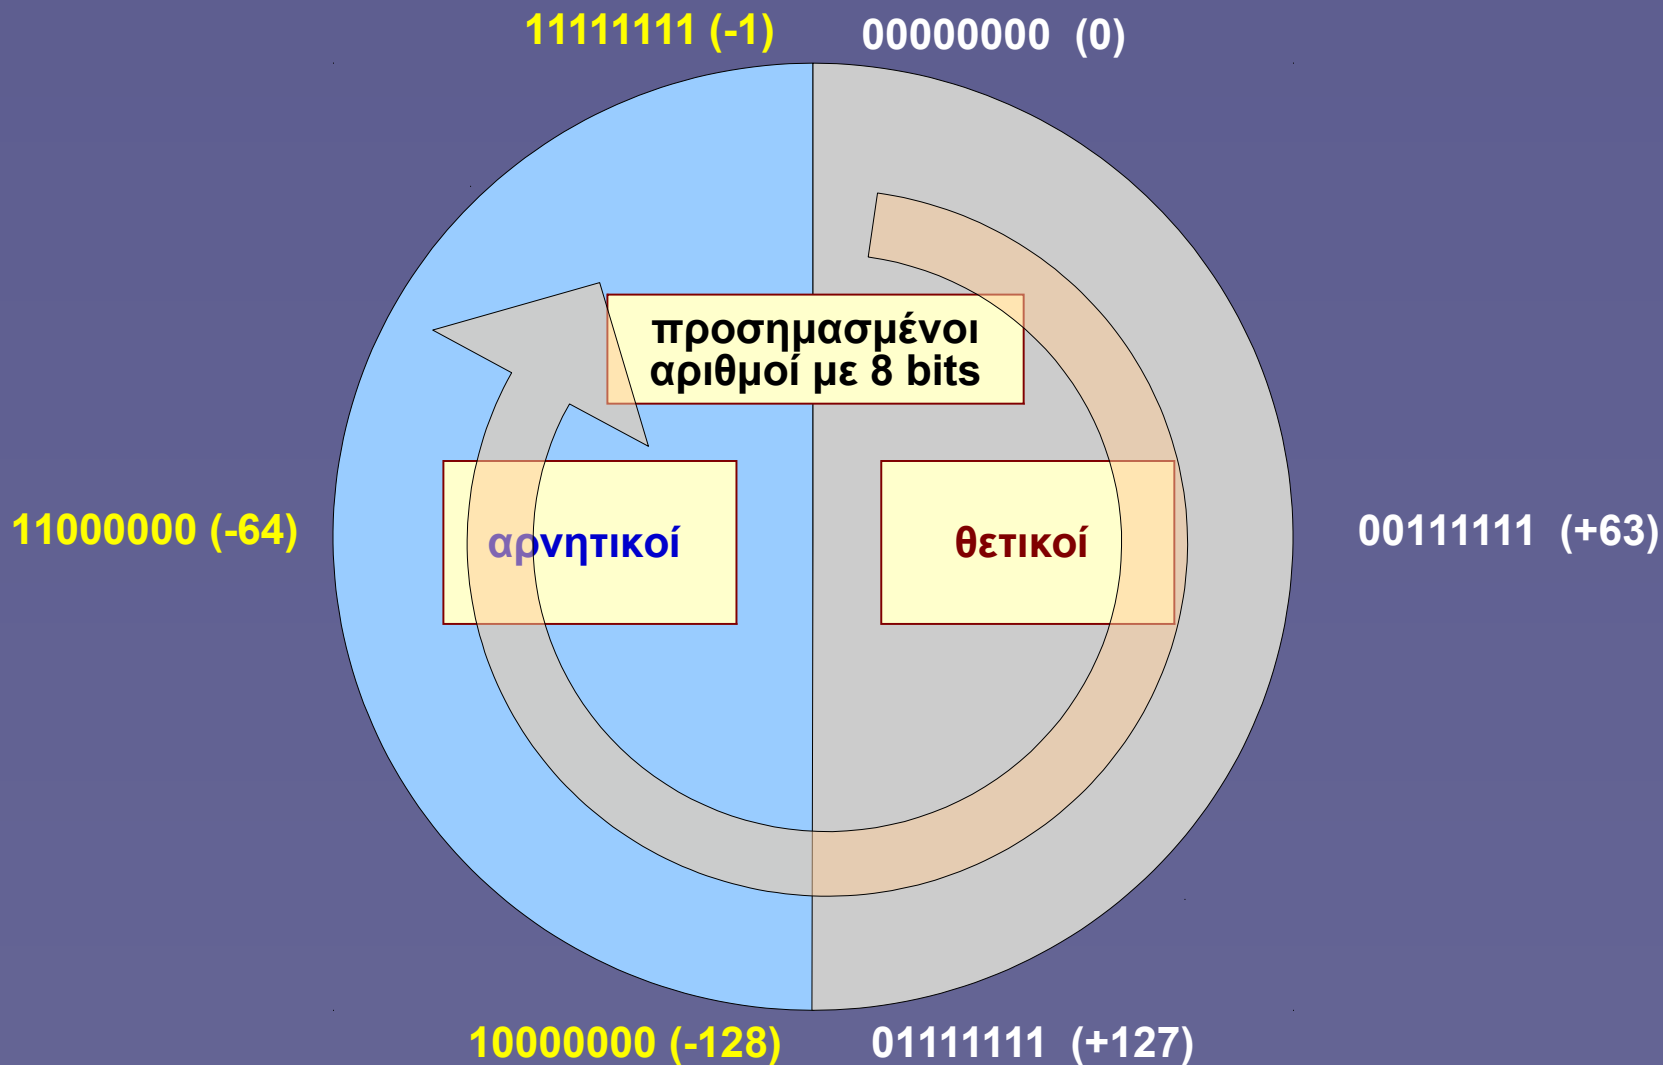 11111111 (-1)
00000000 (0)
προσημασμένοι
αριθμοί με 8 bits
11000000 (-64)
αρνητικοί
θετικοί
00111111 (+63)
10000000 (-128)
01111111 (+127)